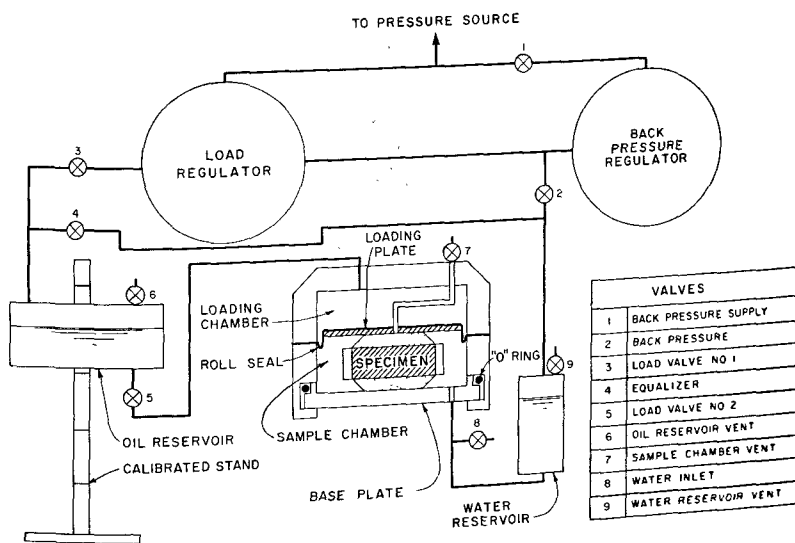 TO PRESSURE SOURCE
1
LOAD
REGULATOR
BACK
PRESSURE
REGULATOR
3
2
4
LOADING
PLATE
7
6
LOADING
CHAMBER
ROLL SEAL
SPECIMEN
"O" RING
9
5
OIL RESERVOIR
SAMPLE CHAMBER
8
CALIBRATED STAND
BASE PLATE
WATER
RESERVOIR
VALVES
1 BACK PRESSURE SUPPLY
2 BACK PRESSURE
3 LOAD VALVE NO 1
4 EQUALIZER
5 LOAD VALVE NO 2
6 OIL RESERVOIR VENT
7 SAMPLE CHAMBER VENT
8 WATER INLET
9 WATER RESERVOIR VENT